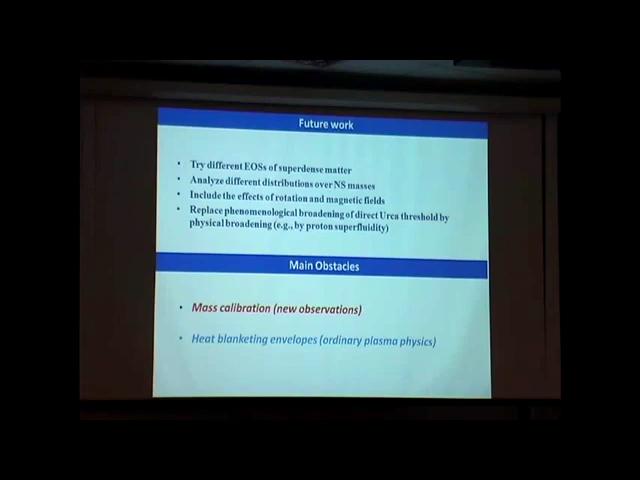 Future work
• Try different EOSs of superdense matter
• Analyze different distributions over NS masses
• Include the effects of rotation and magnetic fields
• Replace phenomenological broadening of direct Urca threshold by
physical broadening (e.g., by proton superfluidity)
Main Obstacles
• Mass calibration (new observations)
• Heat blanketing envelopes (ordinary plasma physics)